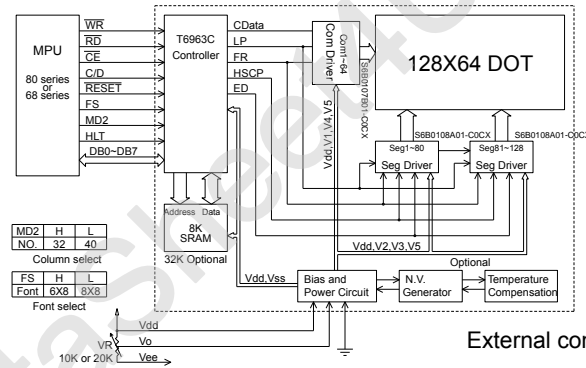 MPU
80 series
or
68 series
WR
RD
CE
C/D
RESET
FS
MD2
HLT
DB0~DB7
T6963C
Controller
CData
LP
FR
HSCP
ED
Com Driver
Com1~64
S6B0107B01-C0CX
128X64 DOT
Vdd,V1,V4,V5
S6B0108A01-C0CX
S6B0108A01-C0CX
Seg1~80
Seg Driver
Seg81~128
Seg Driver
Address Data
8K
SRAM
32K Optional
Vdd,V2,V3,V5
Optional
Vdd,Vss
Bias and
Power Circuit
N.V.
Generator
Temperature
Compensation
MD2 H L
NO. 32 40
Column select
FS H L
Font 6X8 8X8
Font select
Vdd
VR
Vo
10K or 20K
Vee
External con